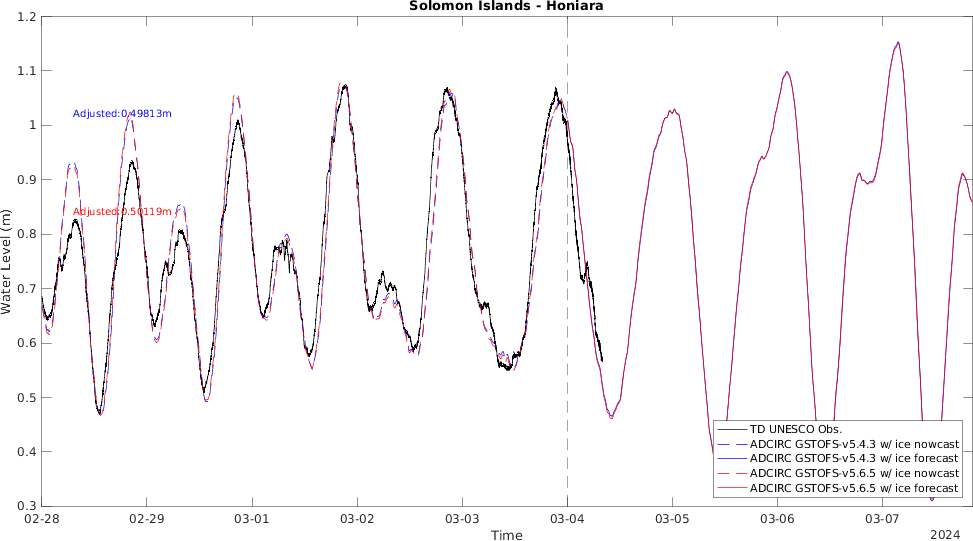 Solomon Islands - Honiara
1.2
1.1
1
0.9
0.8
0.7
0.6
0.5
0.4
0.3
Water Level (m)
Adjusted:0.49813m
Adjusted:0.50119m
TD UNESCO Obs.
ADCIRC GSTOFS-v5.4.3 w/ ice nowcast
ADCIRC GSTOFS-v5.4.3 w/ ice forecast
ADCIRC GSTOFS-v5.6.5 w/ ice nowcast
ADCIRC GSTOFS-v5.6.5 w/ ice forecast
02-28 02-29 03-01 03-02 03-03 03-04 03-05 03-06 03-07
Time
2024